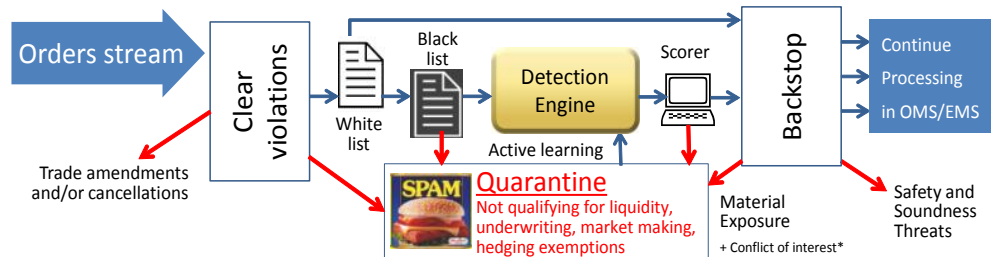 Orders stream
Clear
violations
White
list
Black
list
Detection
Engine
Scorer
Backstop
Continue
Processing
in OMS/EMS
Trade amendments
and/or cancellations
Active learning
SPAM
Quarantine
Not qualifying for liquidity,
underwriting, market making,
hedging exemptions
Material
Exposure
+ Conflict of interest*
Safety and
Soundness
Threats